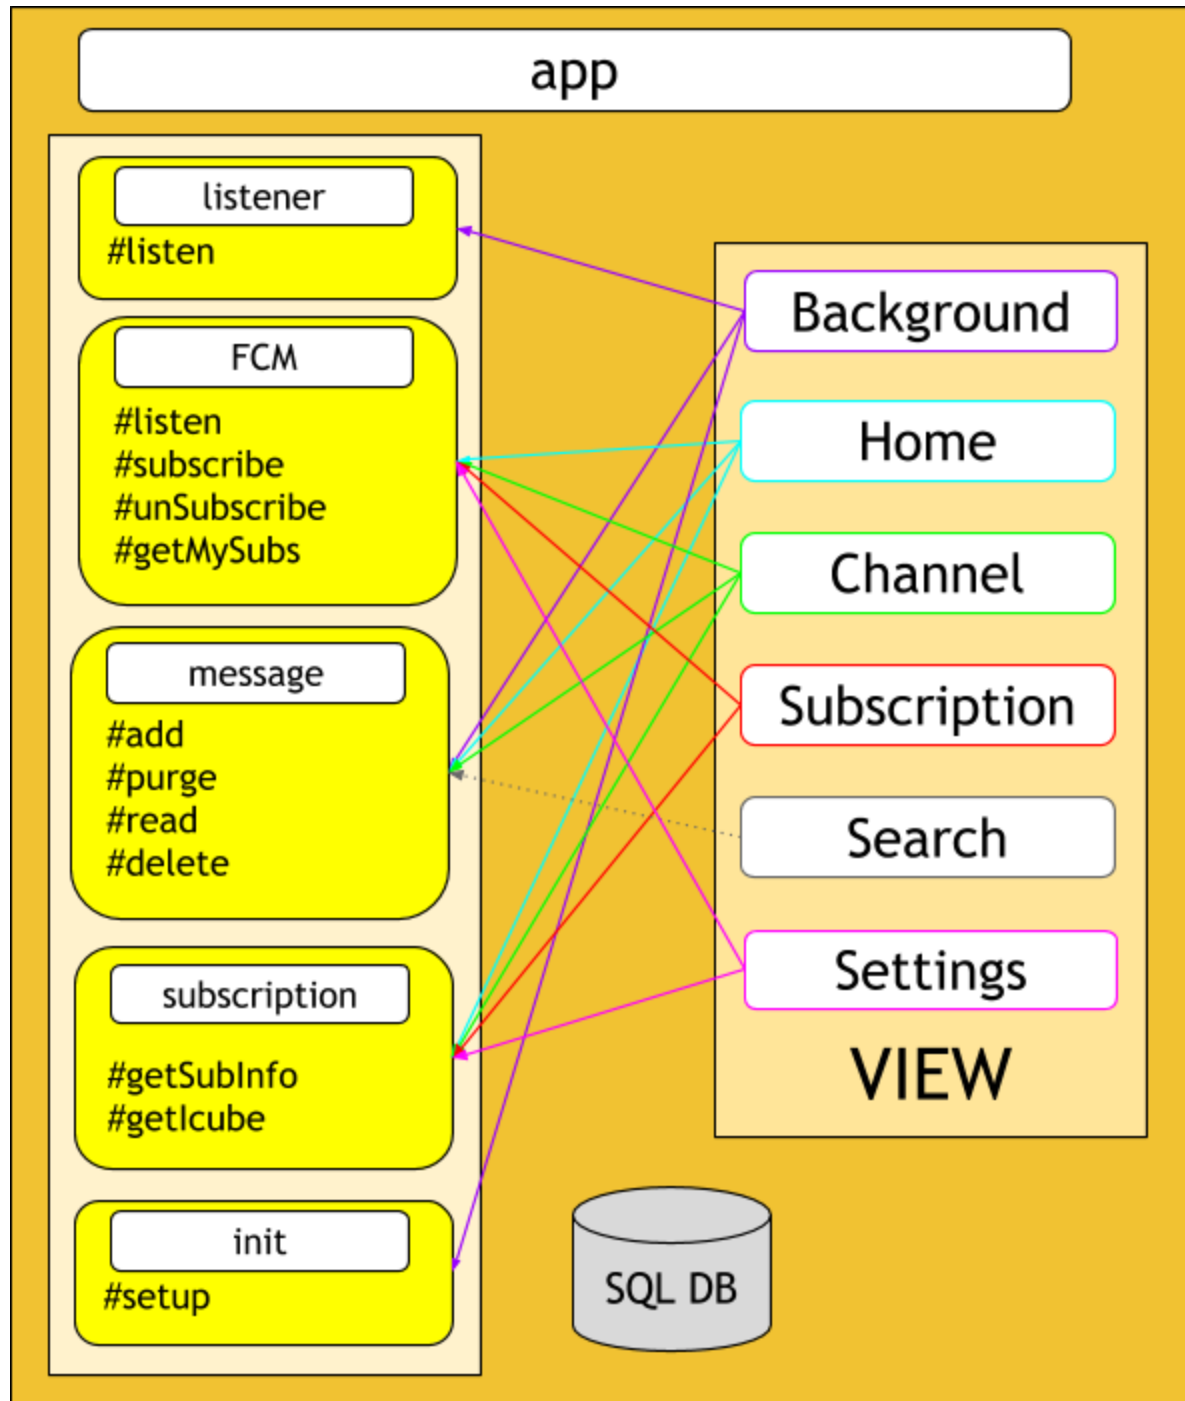 app
listener
#listen
FCM
#listen
#subscribe
#unSubscribe
#getMySubs
message
#add
#purge
#read
#delete
subscription
#getSubInfo
#getIcube
init
#setup
Background
Home
Channel
Subscription
Search
Settings
VIEW
SQL DB